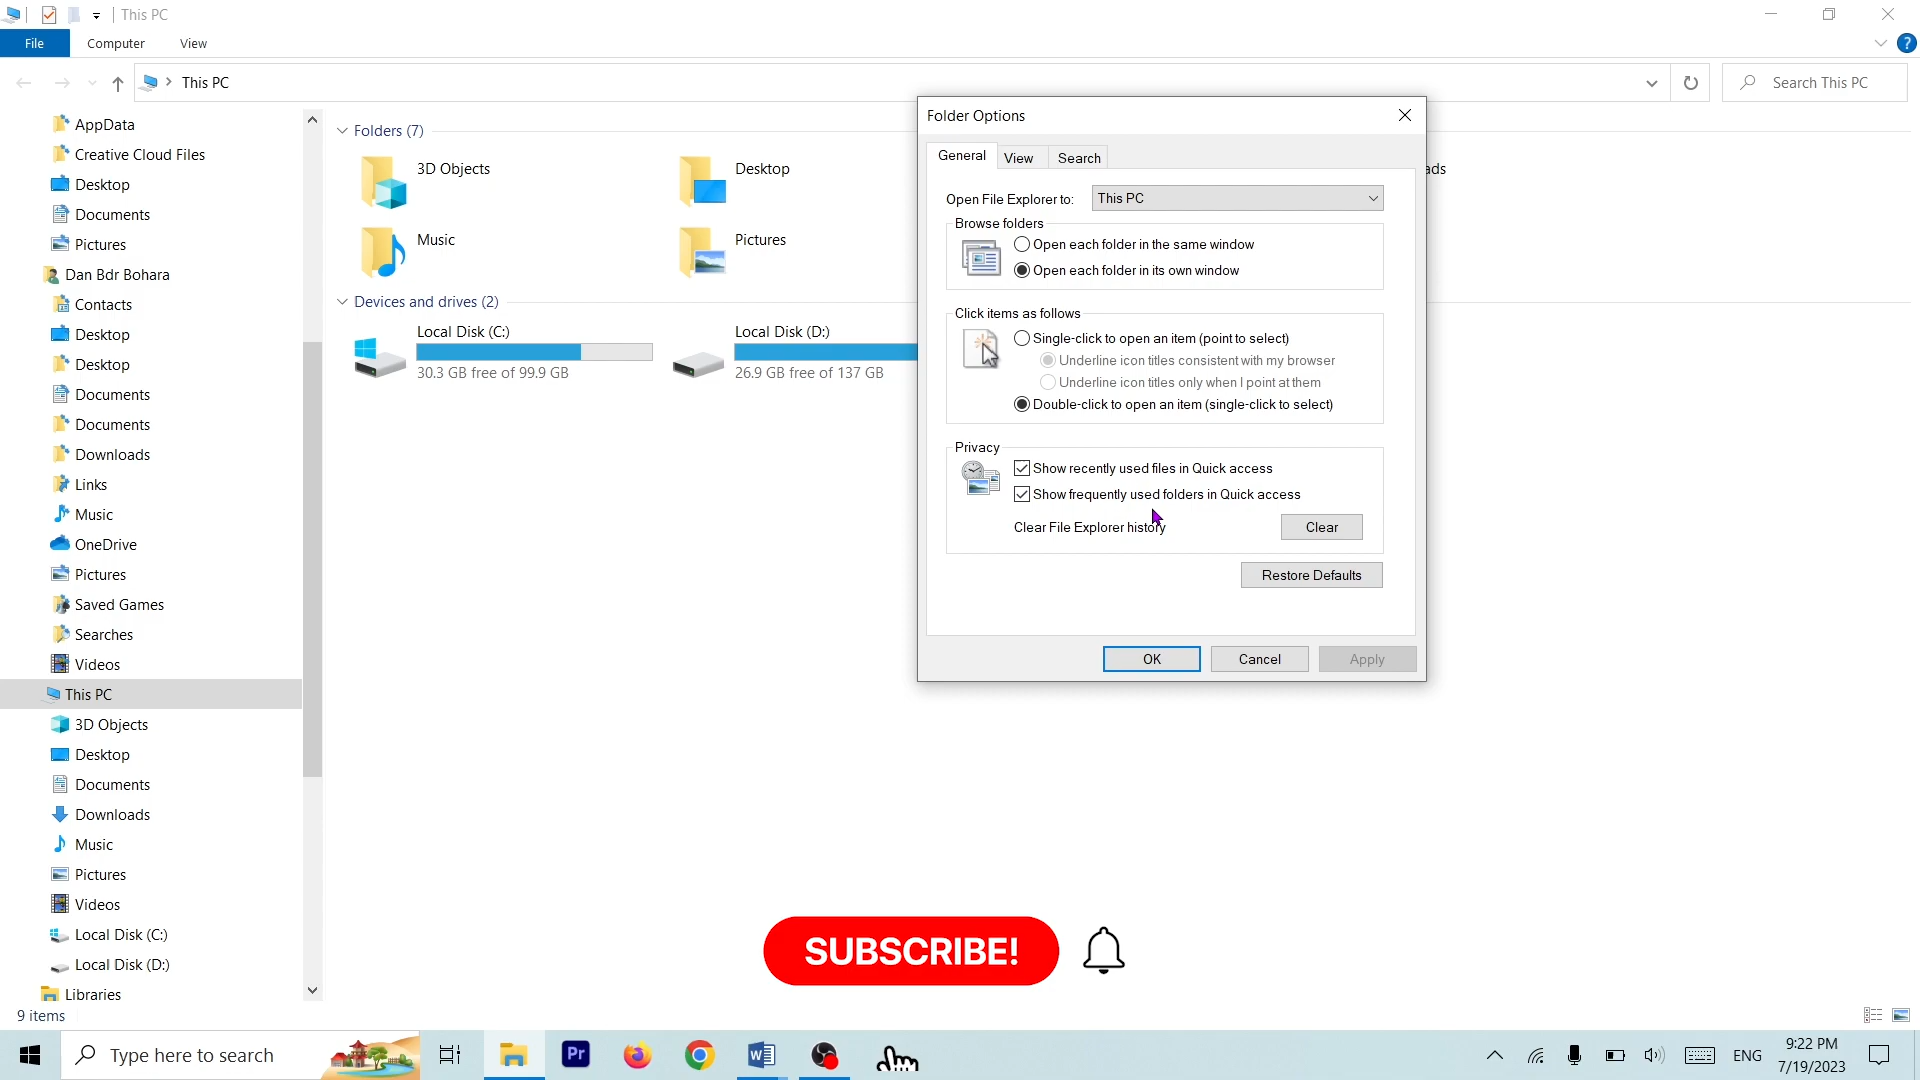 This PC
File Computer View
This PC
Search This PC
AppData
Creative Cloud Files
Desktop
Documents
Pictures
Dan Bdr Bohara
Contacts
Desktop
Desktop
Documents
Documents
Downloads
Links
Music
OneDrive
Pictures
Saved Games
Searches
Videos
This PC
3D Objects
Desktop
Documents
Downloads
Music
Pictures
Videos
Local Disk (C:)
Local Disk (D:)
Libraries
9 items
Folders (7)
3D Objects
Desktop
ads
Music
Pictures
Devices and drives (2)
Local Disk (C:)
30.3 GB free of 99.9 GB
Local Disk (D:)
26.9 GB free of 137 GB
Folder Options
General View Search
Open File Explorer to: This PC
Browse folders
Open each folder in the same window
Open each folder in its own window
Click items as follows
Single-click to open an item (point to select)
Underline icon titles consistent with my browser
Underline icon titles only when I point at them
Double-click to open an item (single-click to select)
Privacy
Show recently used files in Quick access
Show frequently used folders in Quick access
Clear File Explorer history
Clear
Restore Defaults
OK Cancel Apply
SUBSCRIBE!
Type here to search
Pr
W
ENG
9:22 PM
7/19/2023